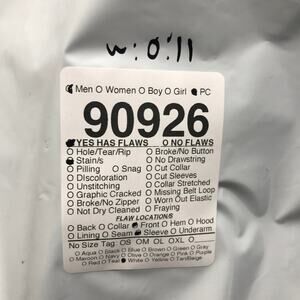 w:0:11
Men O Women O Boy O Girl PC
90926
YES HAS FLAWS O NO FLAWS
O Hole/Tear/Rip O Broke/No Button
Stain/s O No Drawstring
O Pilling O Snag O Cut Collar
O Discoloration O Cut Sleeves
O Unstitching O Collar Stretched
O Graphic Cracked O Missing Belt Loop
O Broke/No Zipper O Worn Out Elastic
O Not Dry Cleaned O Fraying
FLAW LOCATION/S
O Back O Collar Front O Hem O Hood
O Lining O Seam Sleeve O Underarm
No Size Tag OS OM OL OXL O
O Aqua O Black O Blue O Brown O Green O Gray
O Maroon O Navy O Olive O Orange O Pink O Purple
O Red O Teal White O Yellow O Tan/Beige